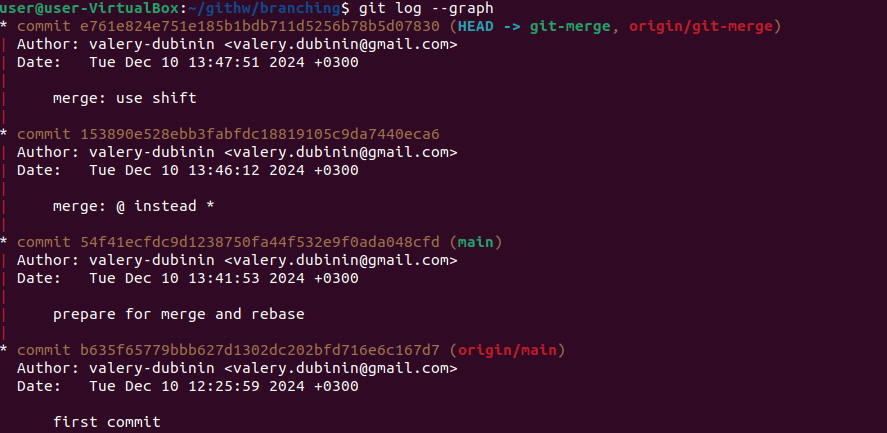 user@user-VirtualBox:~/githw/branching$ git log --graph
* commit e761e824e751e185b1bdb711d5256b78b5d07830 (HEAD -> git-merge, origin/git-merge)
| Author: valery-dubinin <valery.dubinin@gmail.com>
| Date:   Tue Dec 10 13:47:51 2024 +0300
|
|     merge: use shift
|
* commit 153890e528ebb3fabfdc18819105c9da7440eca6
| Author: valery-dubinin <valery.dubinin@gmail.com>
| Date:   Tue Dec 10 13:46:12 2024 +0300
|
|     merge: @ instead *
|
* commit 54f41ecfdc9d1238750fa44f532e9f0ada048cfd (main)
| Author: valery-dubinin <valery.dubinin@gmail.com>
| Date:   Tue Dec 10 13:41:53 2024 +0300
|
|     prepare for merge and rebase
|
* commit b635f65779bbb627d1302dc202bfd716e6c167d7 (origin/main)
  Author: valery-dubinin <valery.dubinin@gmail.com>
  Date:   Tue Dec 10 12:25:59 2024 +0300

      first commit